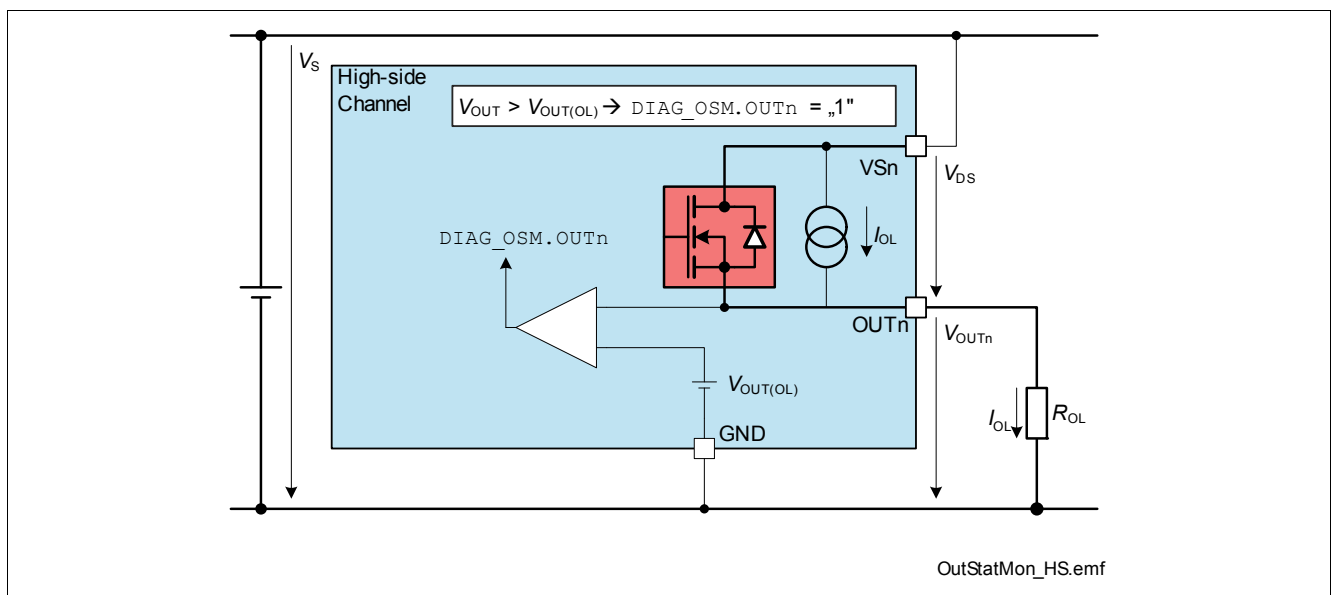 VS
High-side
Channel
VOUT > VOUT(OL) → DIAG_OSM.OUTn = „1"
VSn
VDS
IOL
DIAG_OSM.OUTn
OUTn
VOUTn
VOUT(OL)
IOL
ROL
GND
OutStatMon_HS.emf